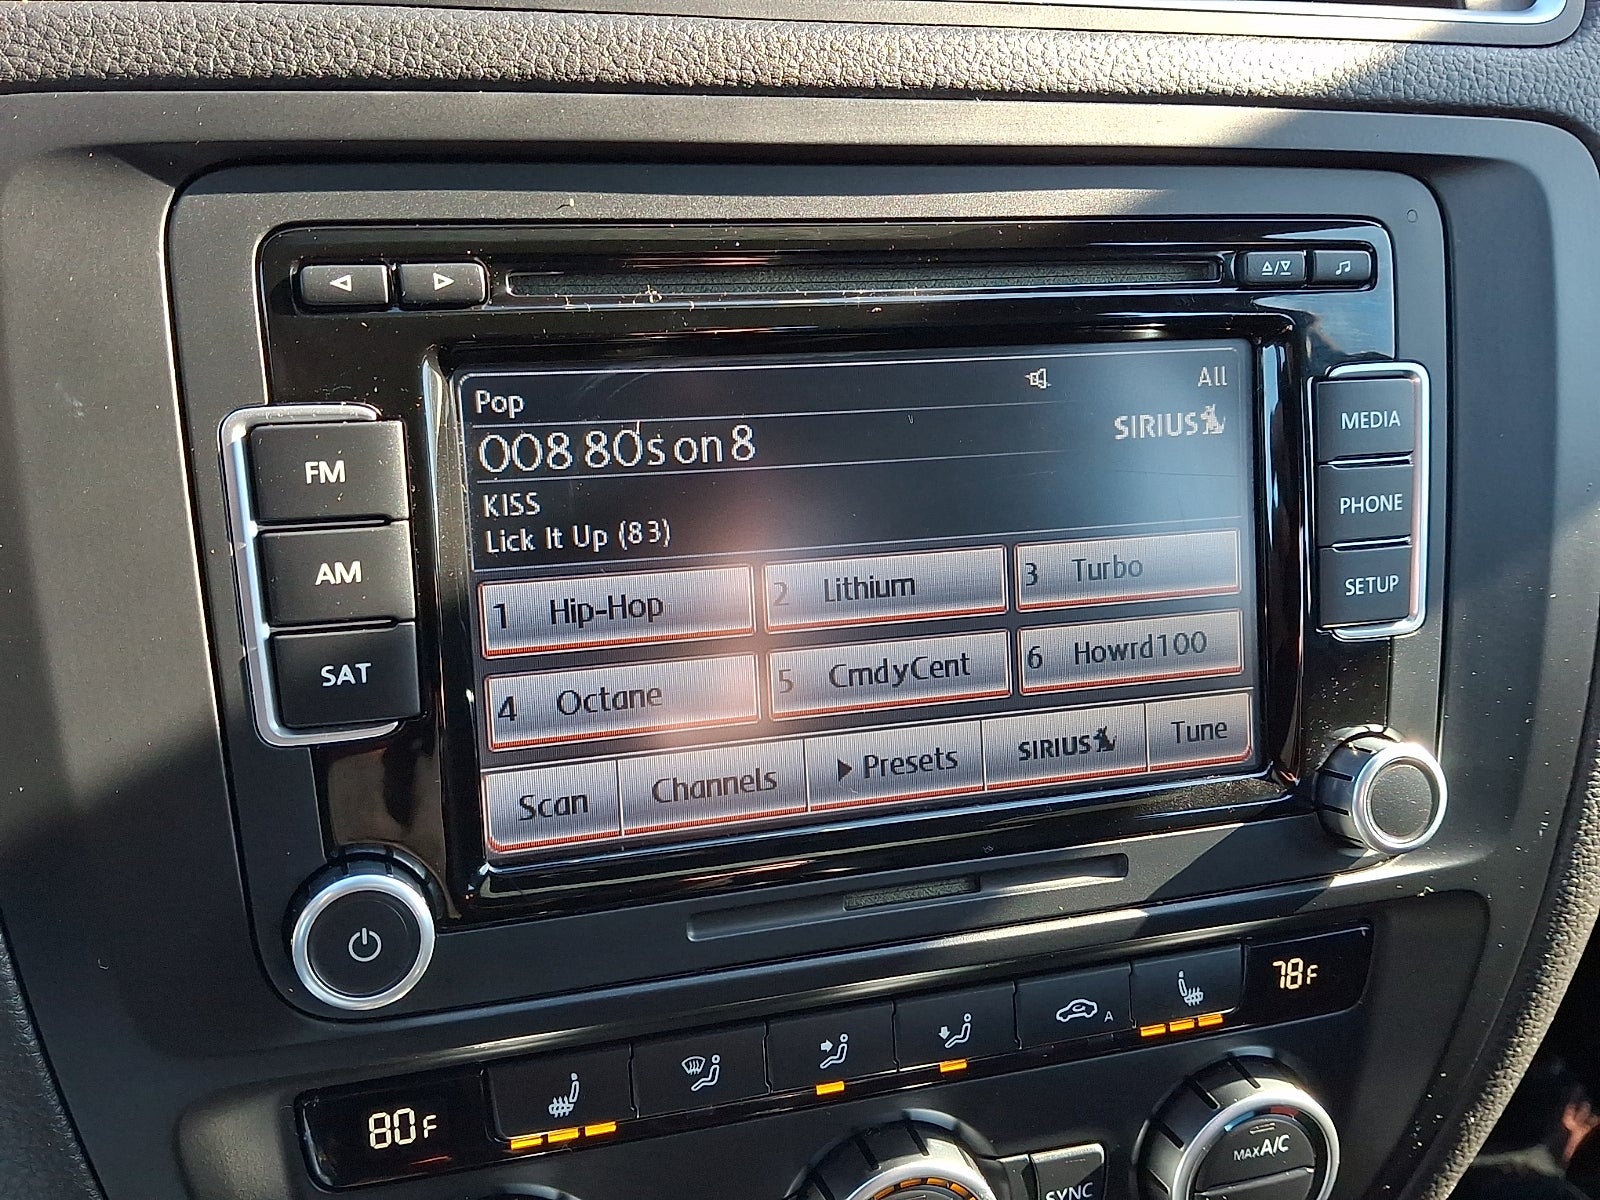 Pop
All
008 80s on 8
SIRIUS
KISS
Lick It Up (83)
1 Hip-Hop
2 Lithium
3 Turbo
4 Octane
5 CmdyCent
6 Howrd100
Scan
Channels
Presets
SIRIUS
Tune
FM
AM
SAT
MEDIA
PHONE
SETUP
80F
A
78F
MAX A/C
SYNC